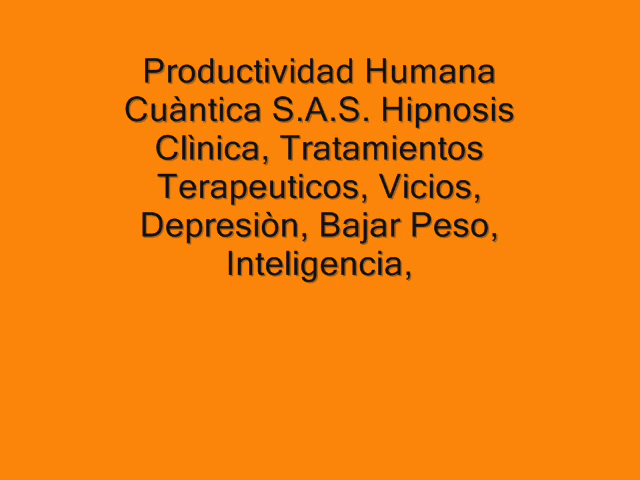 Productividad Humana
Cuàntica S.A.S. Hipnosis
Clìnica, Tratamientos
Terapeuticos, Vicios,
Depresiòn, Bajar Peso,
Inteligencia,